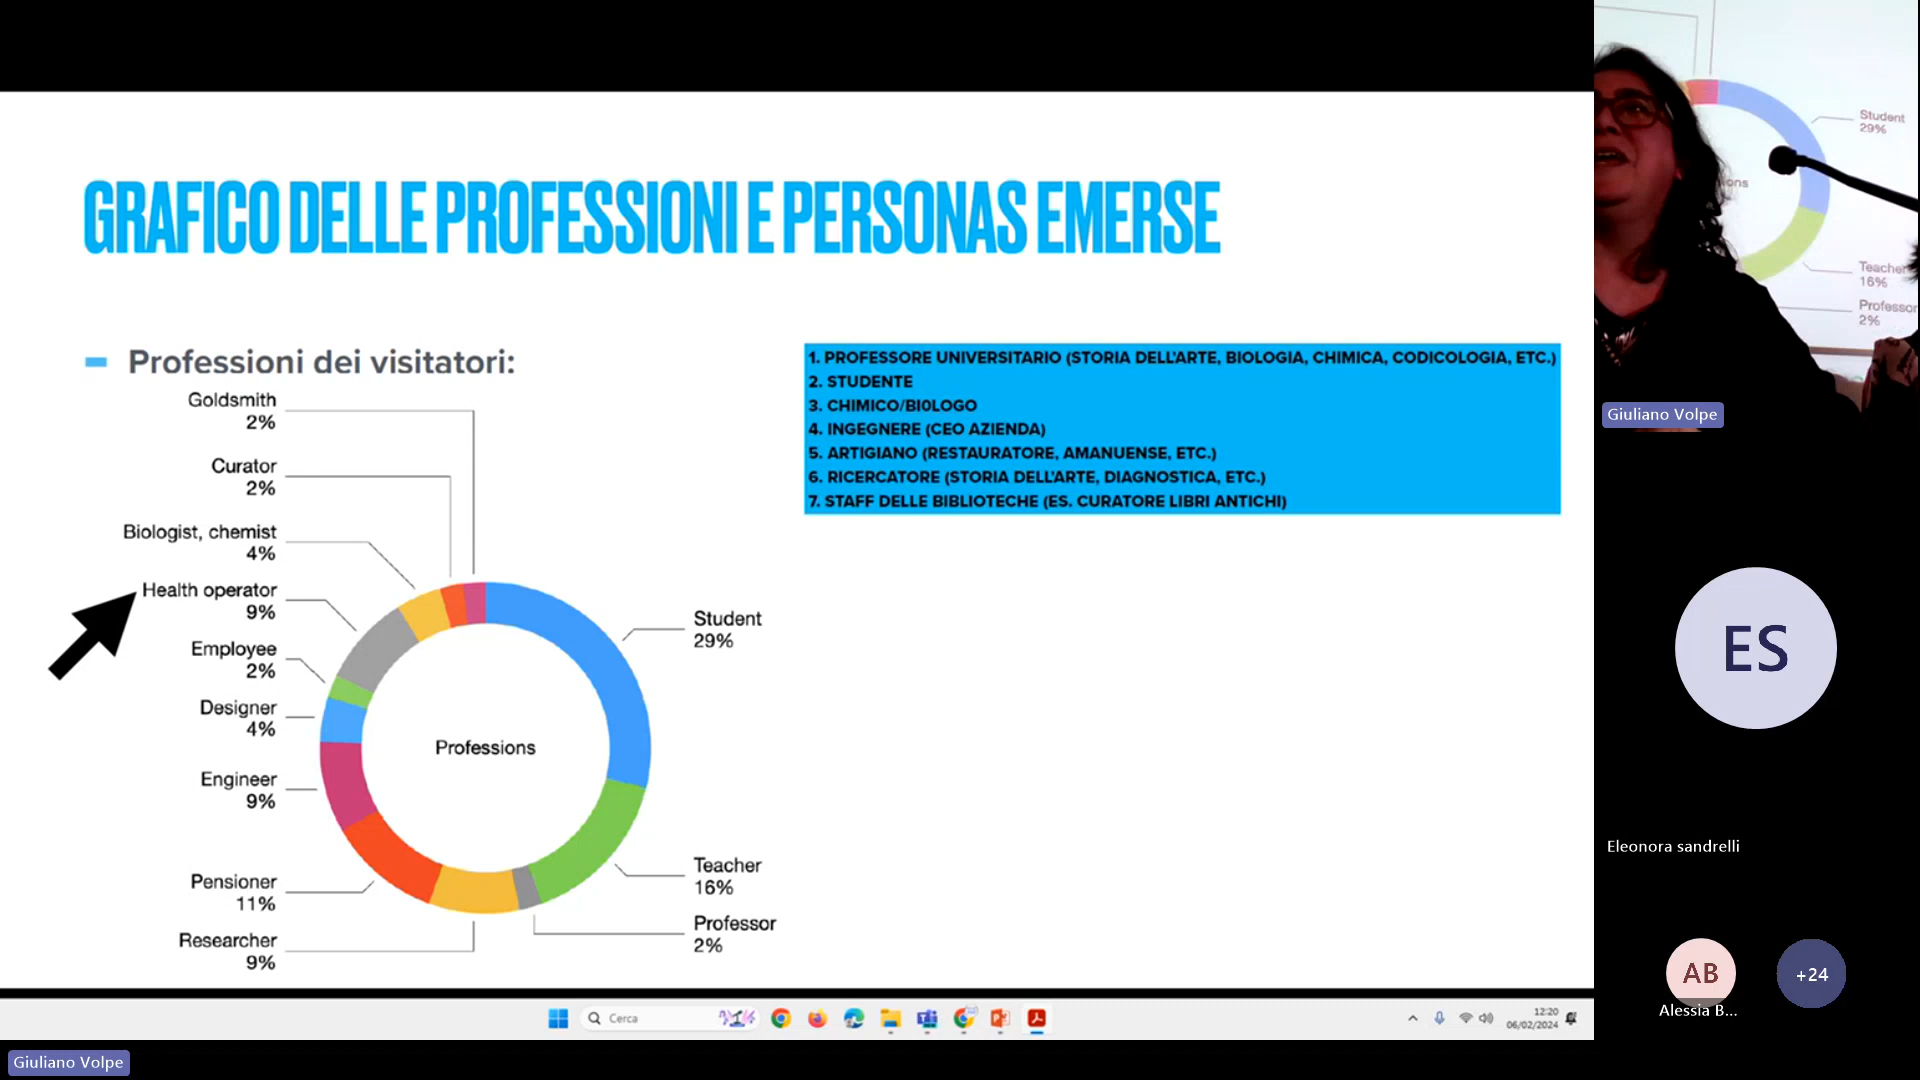 GRAFICO DELLE PROFESSIONI E PERSONAS EMERSE
Professioni dei visitatori:
Goldsmith
2%
Curator
2%
Biologist, chemist
4%
Health operator
9%
Employee
2%
Designer
4%
Engineer
9%
Pensioner
11%
Researcher
9%
Professions
Student
29%
Teacher
16%
Professor
2%
1. PROFESSORE UNIVERSITARIO (STORIA DELL'ARTE, BIOLOGIA, CHIMICA, CODICOLOGIA, ETC.)
2. STUDENTE
3. CHIMICO/BI0LOGO
4. INGEGNERE (CEO AZIENDA)
5. ARTIGIANO (RESTAURATORE, AMANUENSE, ETC.)
6. RICERCATORE (STORIA DELL'ARTE, DIAGNOSTICA, ETC.)
7. STAFF DELLE BIBLIOTECHE (ES. CURATORE LIBRI ANTICHI)
Student
29%
Teacher
16%
Professor
2%
Giuliano Volpe
ES
Eleonora sandrelli
AB
Alessia B...
+24
Cerca
12:20
06/02/2024
Giuliano Volpe